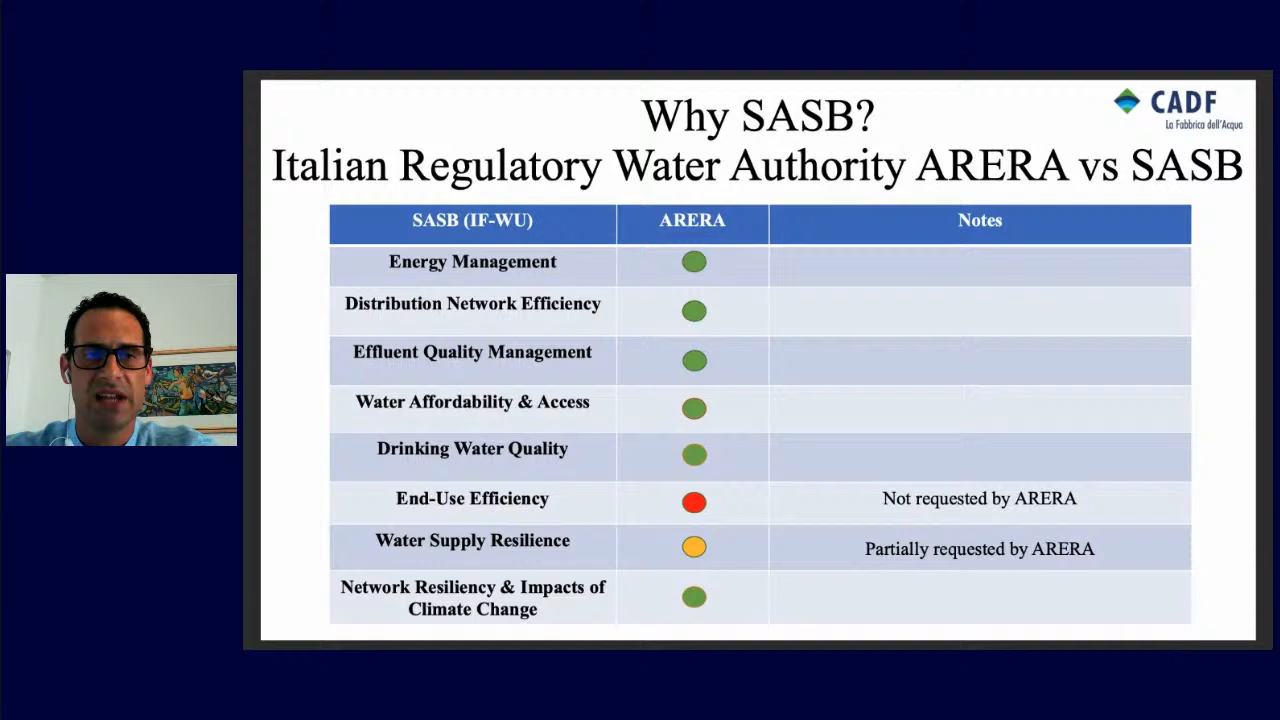 Why SASB?
Italian Regulatory Water Authority ARERA vs SASB
CADF
La Fabbrica dell'Acqua
SASB (IF-WU) ARERA Notes
Energy Management
Distribution Network Efficiency
Effluent Quality Management
Water Affordability & Access
Drinking Water Quality
End-Use Efficiency Not requested by ARERA
Water Supply Resilience Partially requested by ARERA
Network Resiliency & Impacts of
Climate Change